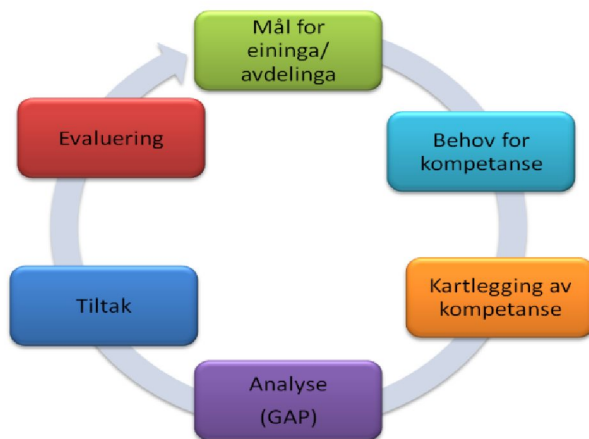 Mål for
eininga/
avdelinga
Behov for
kompetanse
Kartlegging av
kompetanse
Analyse
(GAP)
Tiltak
Evaluering